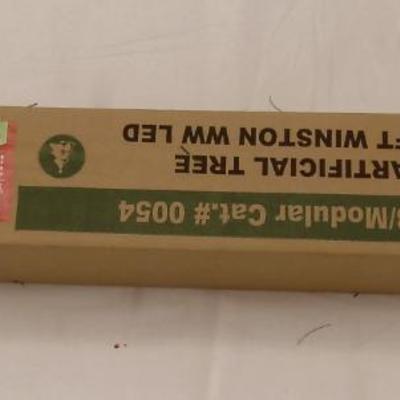 /Modular Cat.# 0054
ARTIFICIAL TREE
FT WINSTON WW LED